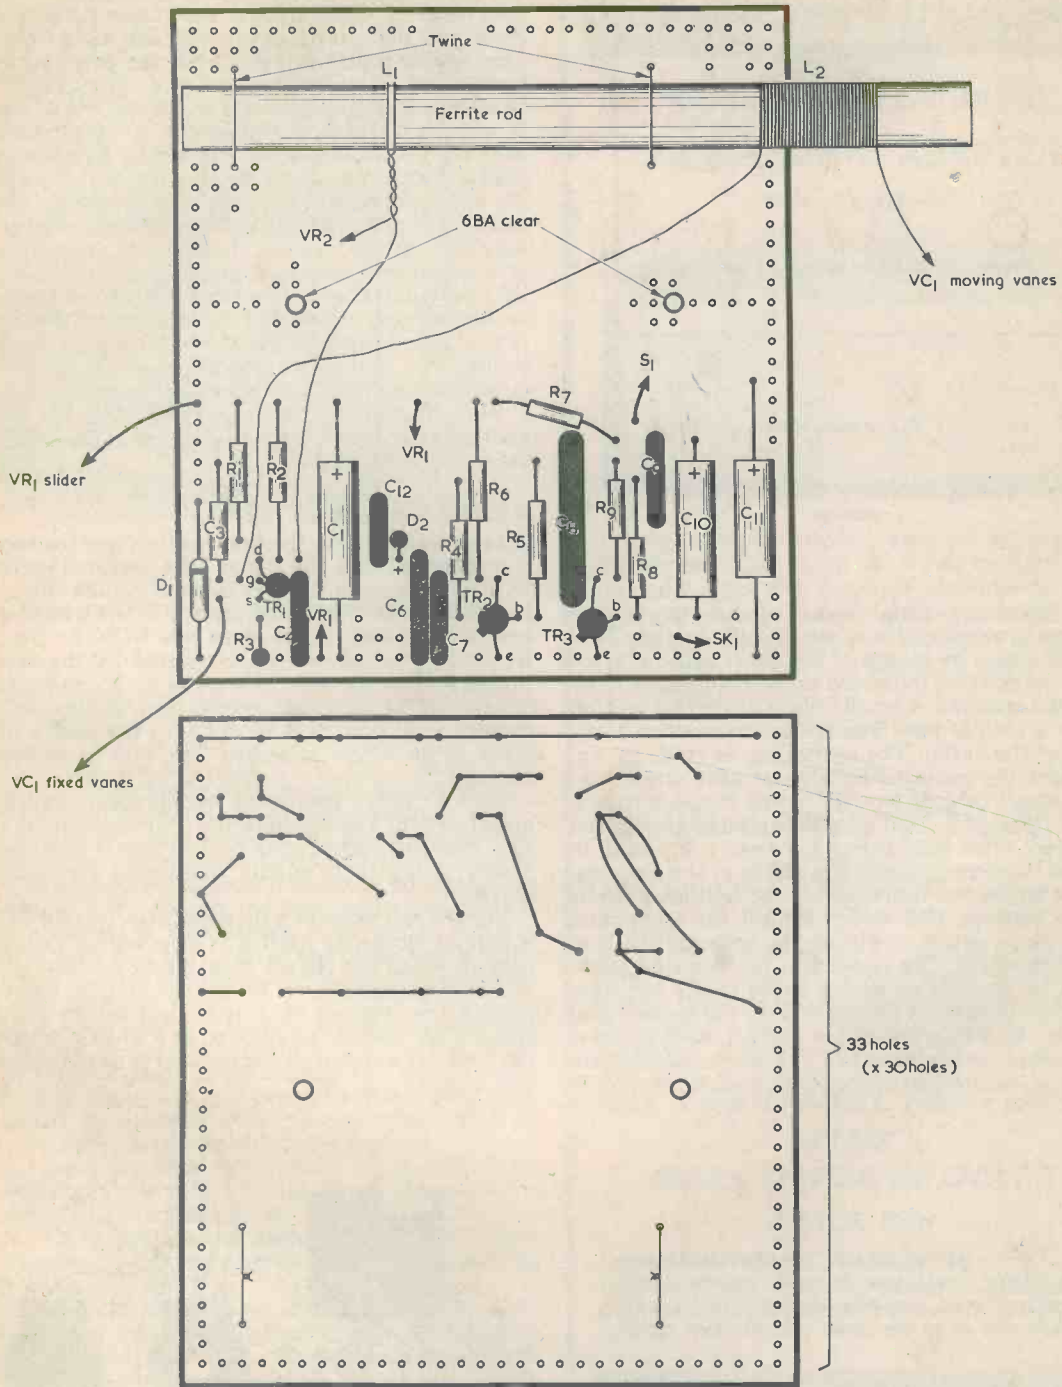 Twine
L1
L2
Ferrite rod
VR2
6BA clear
VC1 moving vanes
S1
R7
VR1
VR1 slider
R1
R2
C3
C1
+
C12
D2
+
R6
R4
R5
C8
R9
C9
R8
+
C10
+
C11
D1
d
g
s
TR1
R3
C4
VR1
C6
C7
TR2
c
b
e
TR3
c
b
e
SK1
VC1 fixed vanes
33 holes
(x 30 holes)